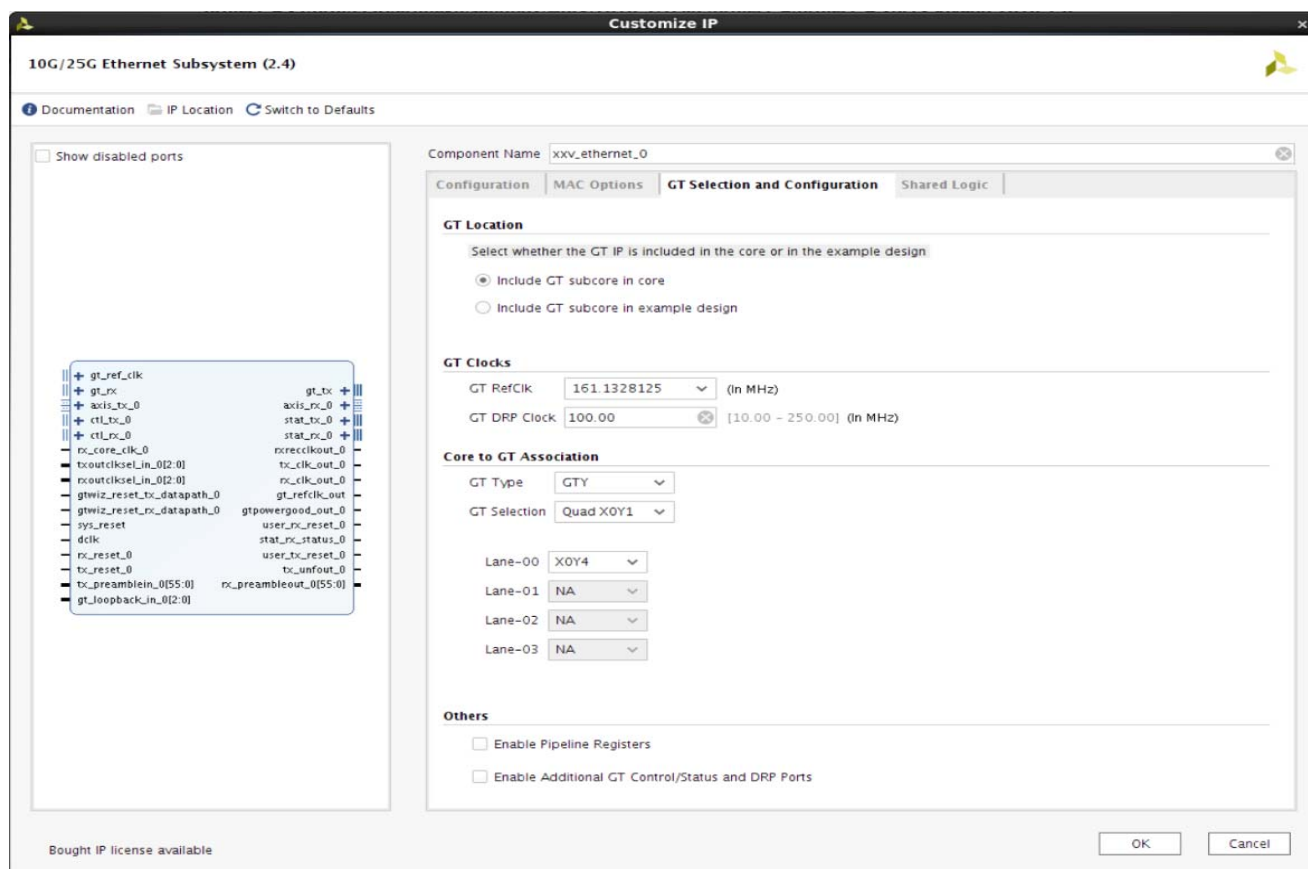 Customize IP
10G/25G Ethernet Subsystem (2.4)
Documentation IP Location Switch to Defaults
Show disabled ports
gt_ref_clk
gt_rx
axis_tx_0
ctl_tx_0
ctl_rx_0
rx_core_clk_0
txoutclksel_in_0[2:0]
rxoutclksel_in_0[2:0]
gtwiz_reset_tx_datapath_0
gtwiz_reset_rx_datapath_0
sys_reset
dclk
rx_reset_0
tx_reset_0
tx_preamblein_0[55:0]
gt_loopback_in_0[2:0]
gt_tx
axis_rx_0
stat_tx_0
stat_rx_0
rxrecclkout_0
tx_clk_out_0
rx_clk_out_0
gt_refclk_out
gtpowergood_out_0
user_rx_reset_0
stat_rx_status_0
user_tx_reset_0
tx_unfout_0
rx_preambleout_0[55:0]
Component Name xxv_ethernet_0
Configuration MAC Options GT Selection and Configuration Shared Logic
GT Location
Select whether the GT IP is included in the core or in the example design
Include GT subcore in core
Include GT subcore in example design
GT Clocks
GT RefClk 161.1328125 (In MHz)
GT DRP Clock 100.00 [10.00 - 250.00] (In MHz)
Core to GT Association
GT Type GTY
GT Selection Quad X0Y1
Lane-00 X0Y4
Lane-01 NA
Lane-02 NA
Lane-03 NA
Others
Enable Pipeline Registers
Enable Additional GT Control/Status and DRP Ports
Bought IP license available
OK Cancel